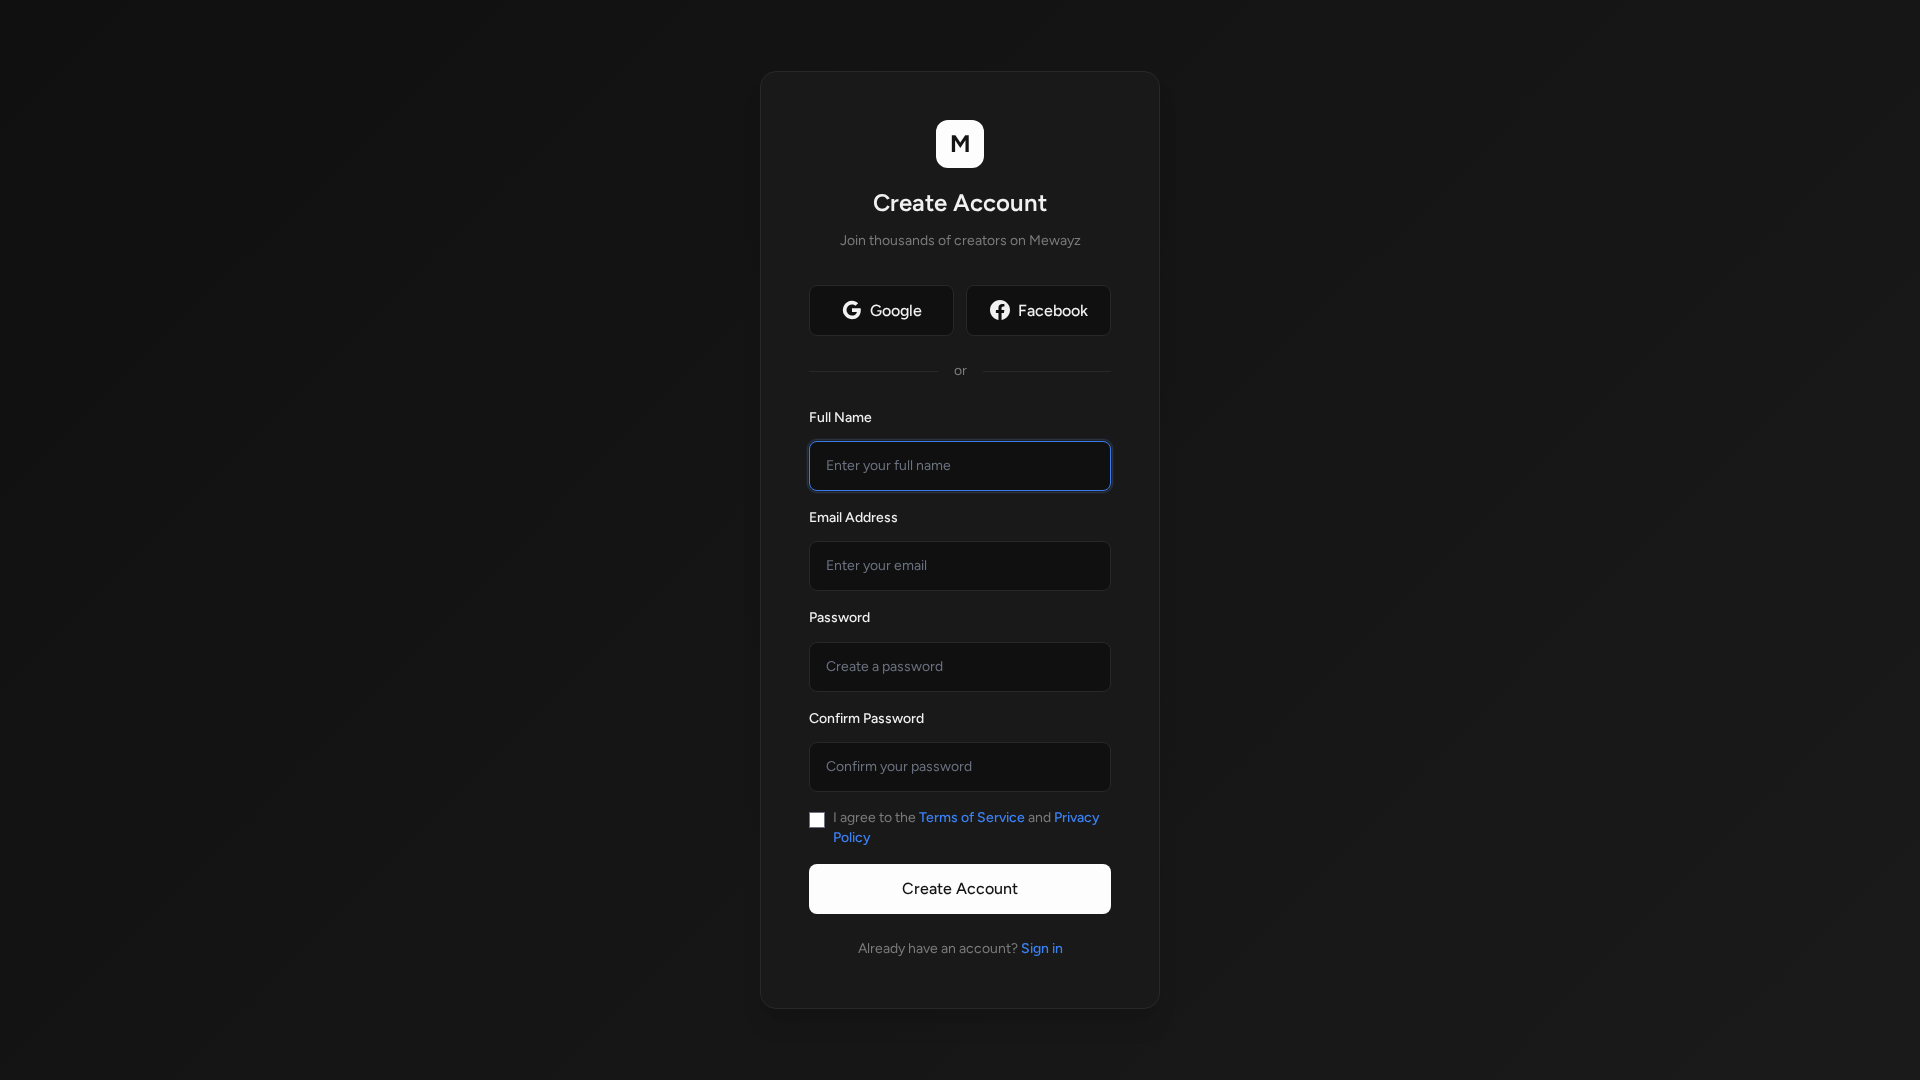 M
Create Account
Join thousands of creators on Mewayz
Google
Facebook
or
Full Name
Enter your full name
Email Address
Enter your email
Password
Create a password
Confirm Password
Confirm your password
I agree to the Terms of Service and Privacy
Policy
Create Account
Already have an account? Sign in